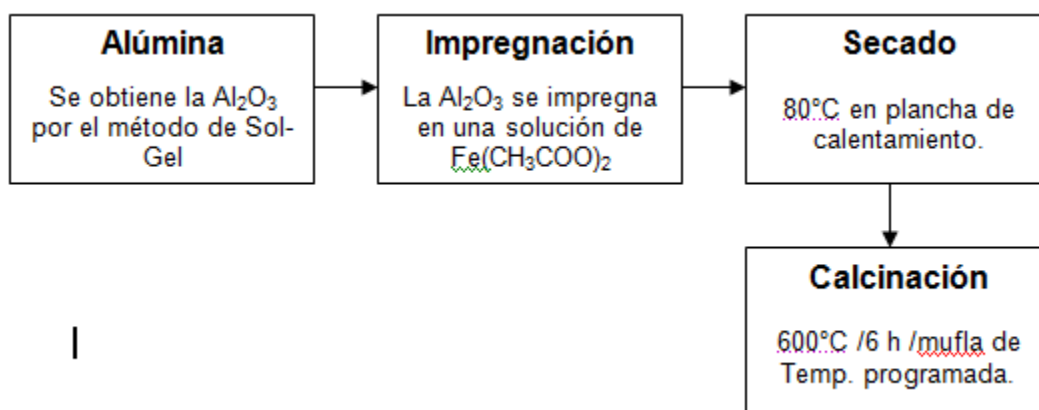 Alúmina
Se obtiene la Al₂O₃
por el método de Sol-
Gel
Impregnación
La Al₂O₃ se impregna
en una solución de
Fe(CH₃COO)₂
Secado
80°C en plancha de
calentamiento.
Calcinación
600°C /6 h /mufla de
Temp. programada.